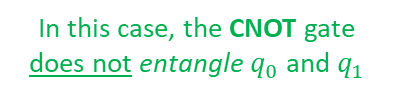 In this case, the CNOT gate
does not entangle q₀ and q₁